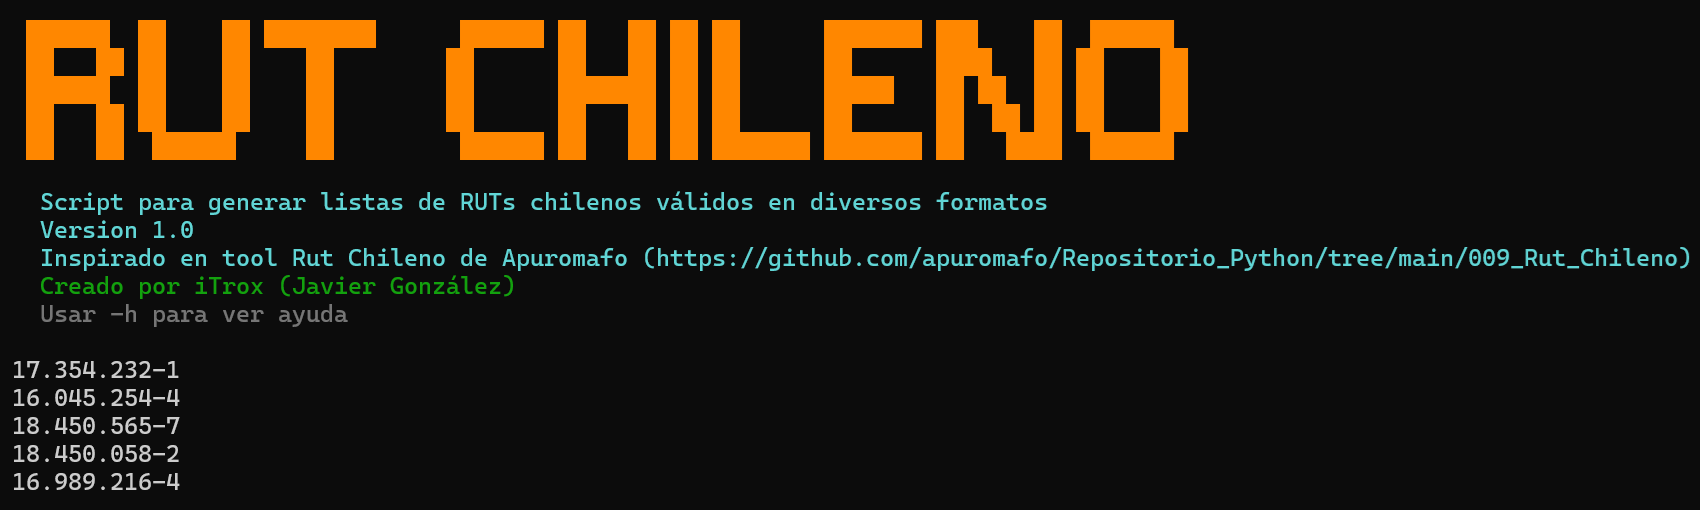 RUT CHILENO
Script para generar listas de RUTs chilenos válidos en diversos formatos
Version 1.0
Inspirado en tool Rut Chileno de Apuromafo (https://github.com/apuromafo/Repositorio_Python/tree/main/009_Rut_Chileno)
Creado por iTrox (Javier González)
Usar -h para ver ayuda
17.354.232-1
16.045.254-4
18.450.565-7
18.450.058-2
16.989.216-4